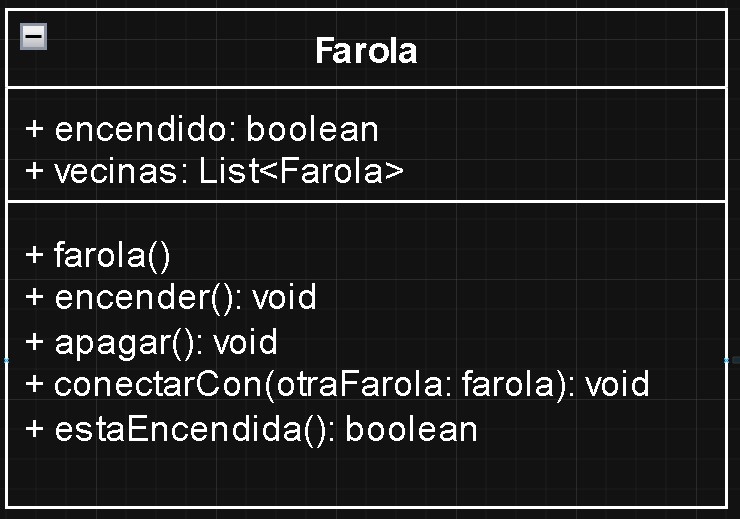 Farola
+ encendido: boolean
+ vecinas: List<Farola>
+ farola()
+ encender(): void
+ apagar(): void
+ conectarCon(otraFarola: farola): void
+ estaEncendida(): boolean